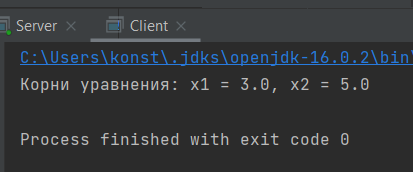 Server Client
C:\Users\konst\.jdks\openjdk-16.0.2\bin\
Корни уравнения: x1 = 3.0, x2 = 5.0
Process finished with exit code 0